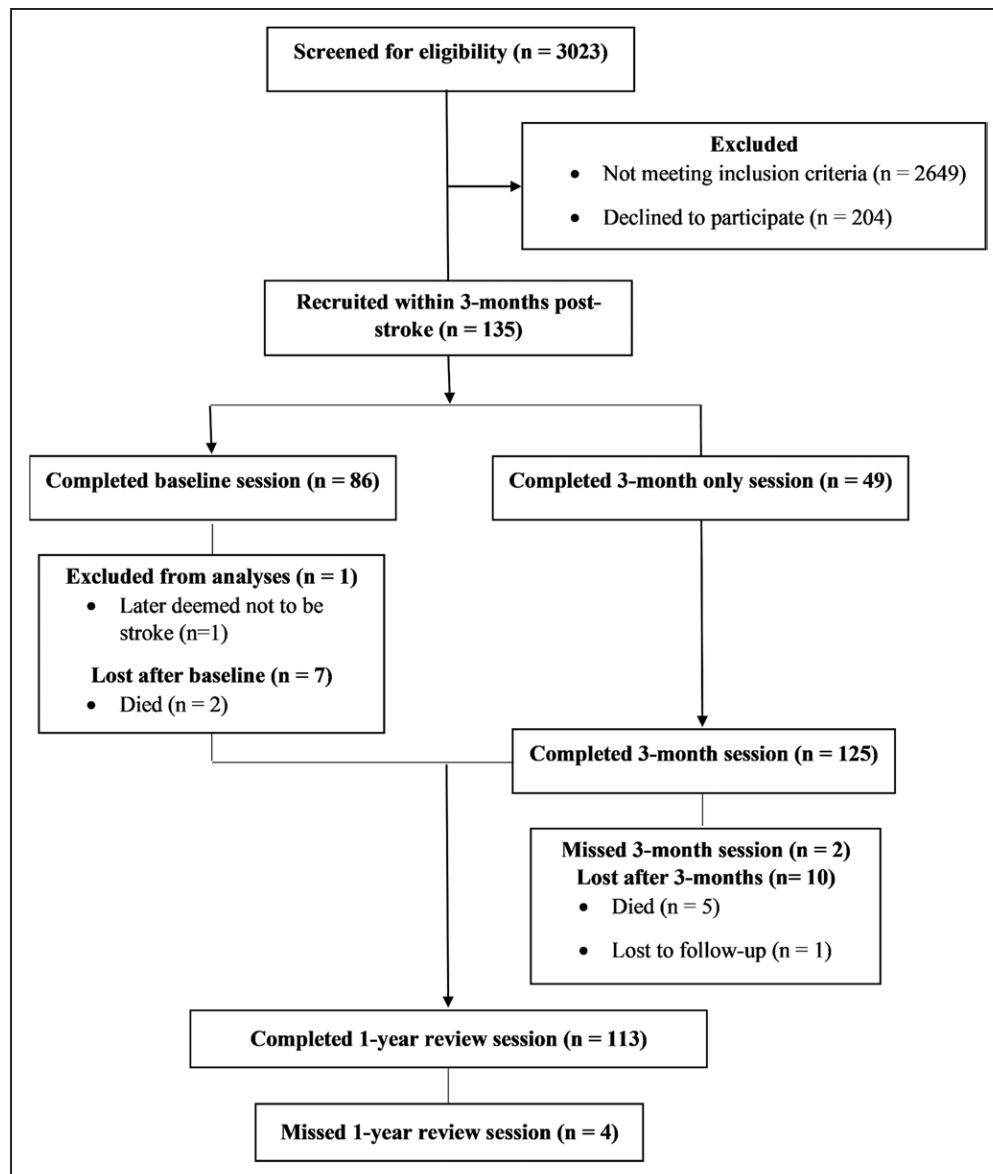 Screened for eligibility (n = 3023)
Excluded
• Not meeting inclusion criteria (n = 2649)
• Declined to participate (n = 204)
Recruited within 3-months post-
stroke (n = 135)
Completed baseline session (n = 86)
Completed 3-month only session (n = 49)
Excluded from analyses (n = 1)
• Later deemed not to be
stroke (n=1)
Lost after baseline (n = 7)
• Died (n = 2)
Completed 3-month session (n = 125)
Missed 3-month session (n = 2)
Lost after 3-months (n= 10)
• Died (n = 5)
• Lost to follow-up (n = 1)
Completed 1-year review session (n = 113)
Missed 1-year review session (n = 4)